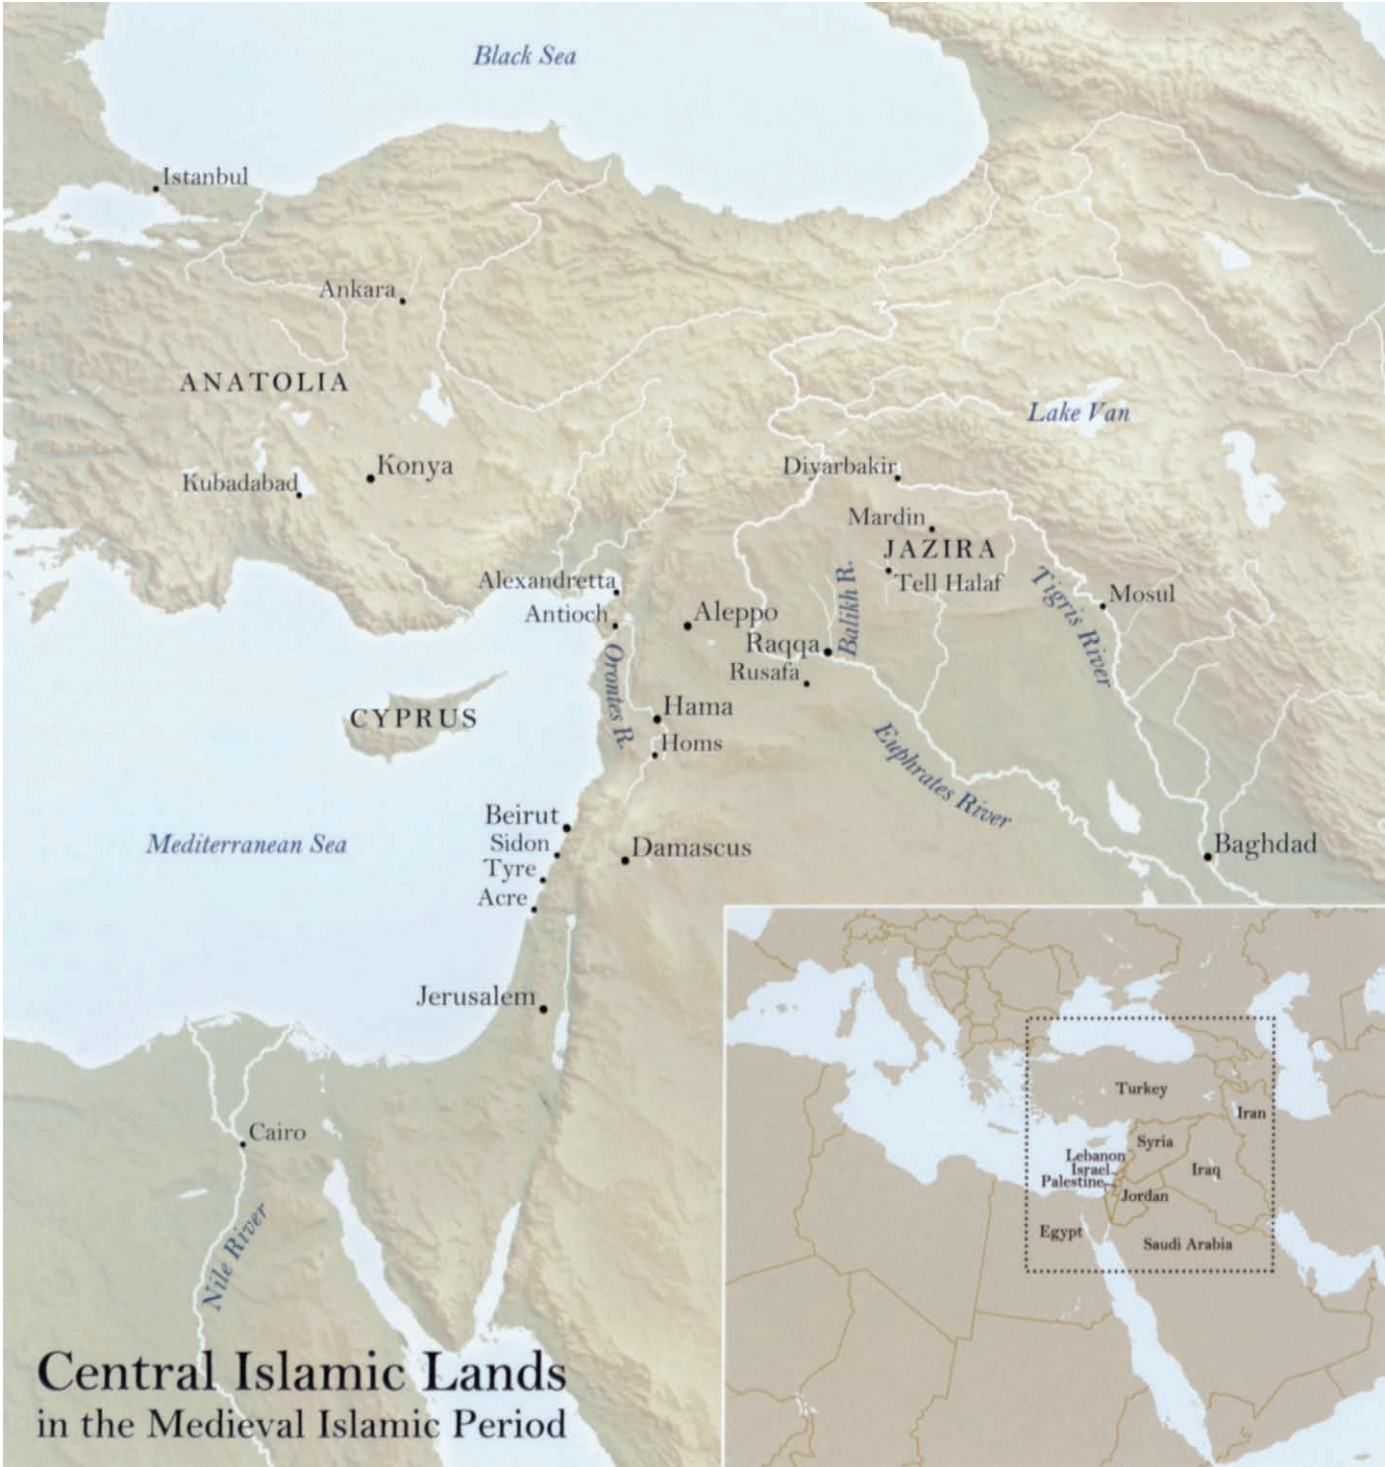 Black Sea
Istanbul
Ankara
ANATOLIA
Lake Van
Konya
Kubadabad
Diyarbakir
Mardin
JAZIRA
Tell Halaf
Alexandretta
Antioch
Aleppo
Balikh R.
Tigris River
Mosul
Raqqa
Rusafa
Orontes R.
CYPRUS
Hama
Homs
Euphrates River
Beirut
Sidon
Tyre
Acre
Mediterranean Sea
Damascus
Baghdad
Jerusalem
Cairo
Nile River
Central Islamic Lands
in the Medieval Islamic Period
Turkey
Iran
Syria
Lebanon
Israel
Palestine
Iraq
Jordan
Egypt
Saudi Arabia